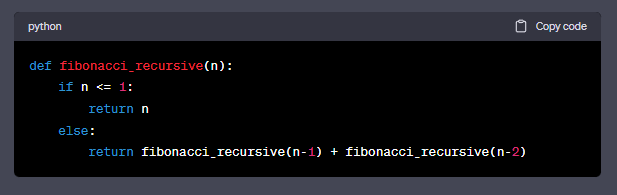 python Copy code
def fibonacci_recursive(n):
    if n <= 1:
        return n
    else:
        return fibonacci_recursive(n-1) + fibonacci_recursive(n-2)